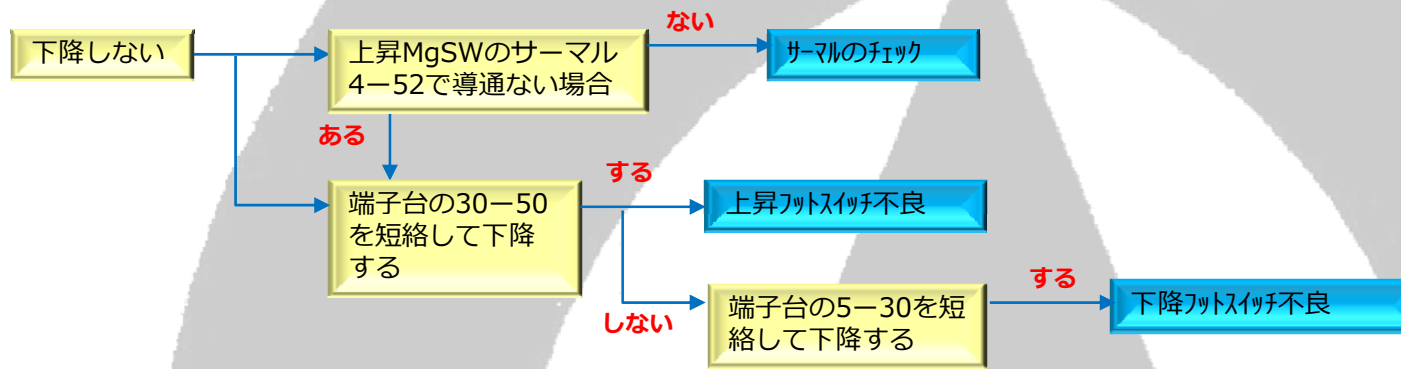 ない
下降しない
上昇MgSWのサーマル
4ー52で導通ない場合
ｻｰﾏﾙのﾁｪｯｸ
ある
する
端子台の30ー50
を短絡して下降
する
上昇ﾌｯﾄｽｲｯﾁ不良
する
しない
端子台の5ー30を短
絡して下降する
下降ﾌｯﾄｽｲｯﾁ不良